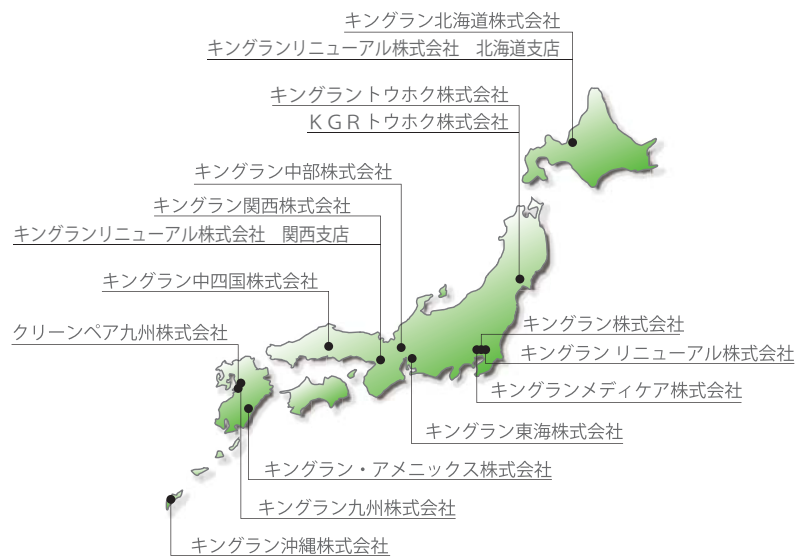 キングラン北海道株式会社
キングランリニューアル株式会社　北海道支店
キングラントウホク株式会社
ＫＧＲトウホク株式会社
キングラン中部株式会社
キングラン関西株式会社
キングランリニューアル株式会社　関西支店
キングラン中四国株式会社
キングラン株式会社
クリーンペア九州株式会社
キングラン リニューアル株式会社
キングランメディケア株式会社
キングラン東海株式会社
キングラン・アメニックス株式会社
キングラン九州株式会社
キングラン沖縄株式会社